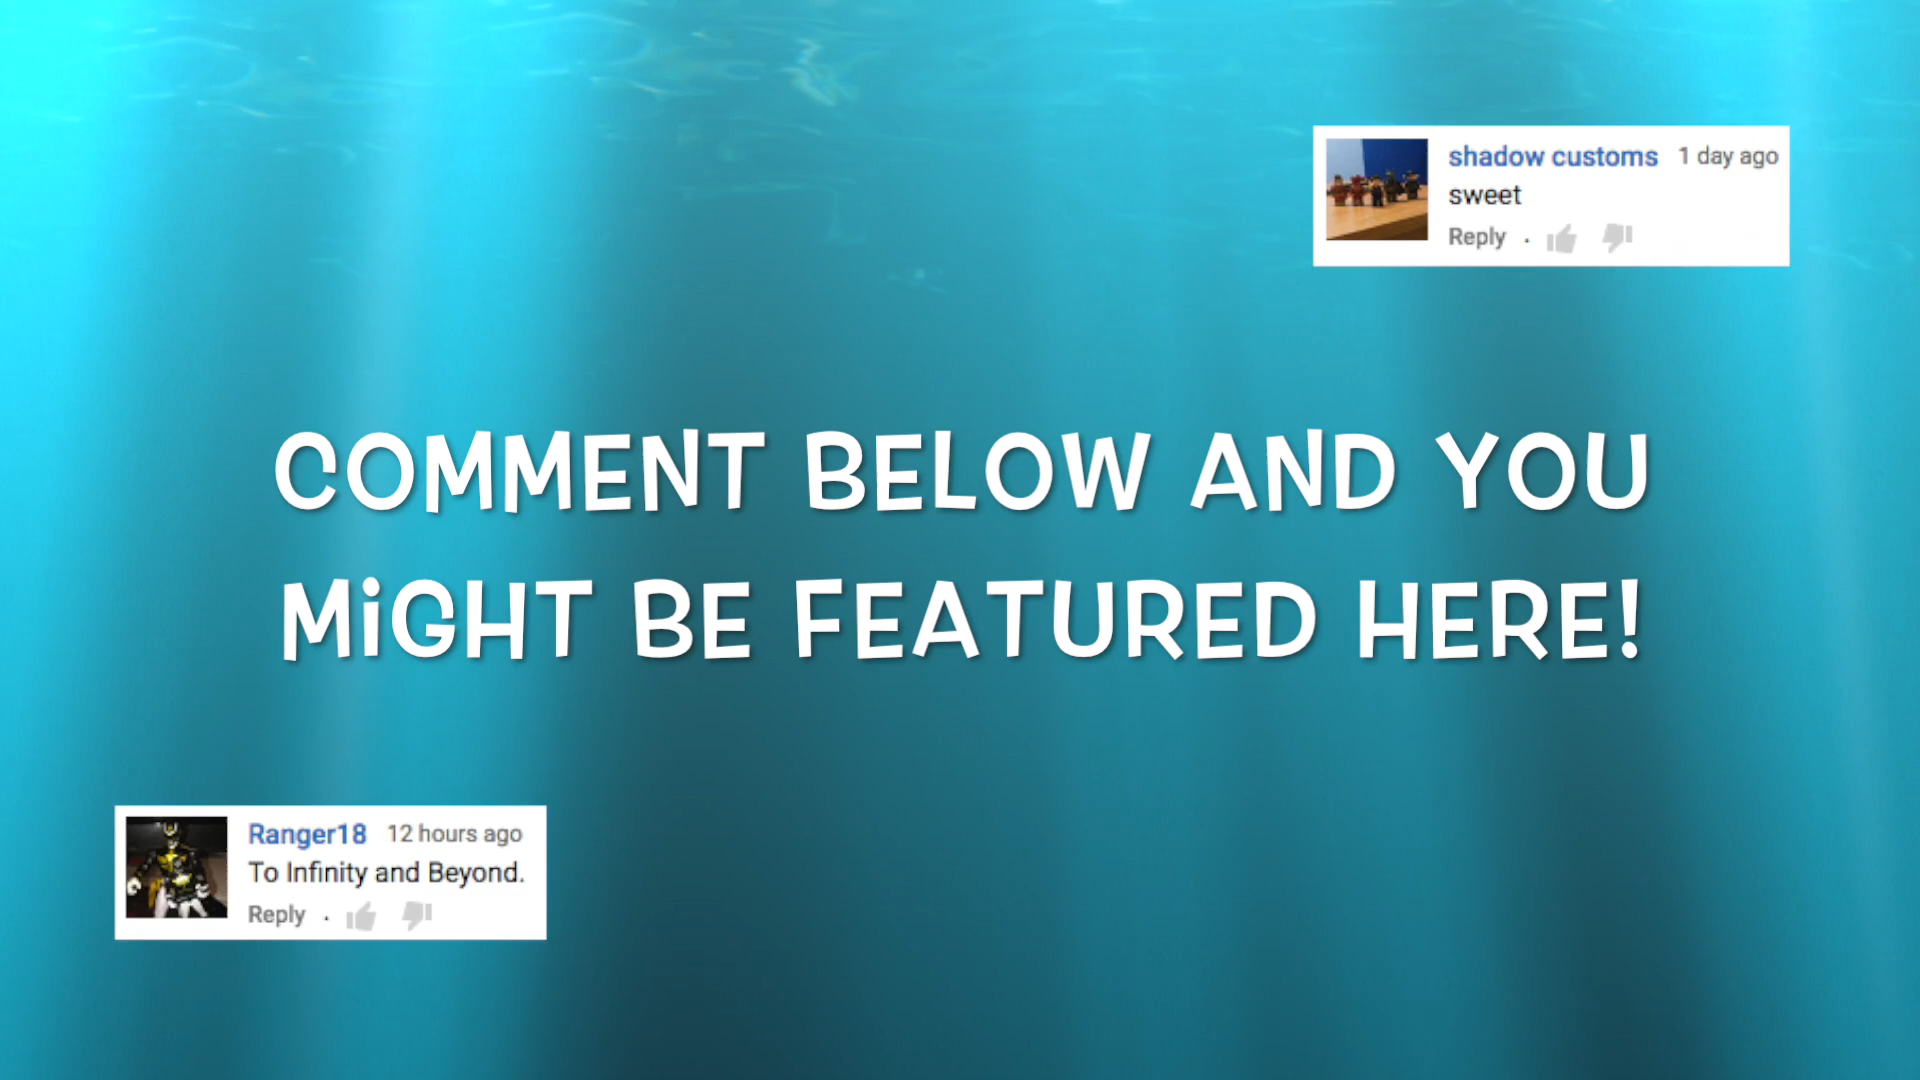 shadow customs 1 day ago
sweet
Reply .
COMMENT BELOW AND YOU
MiGHT BE FEATURED HERE!
Ranger18 12 hours ago
To Infinity and Beyond.
Reply .